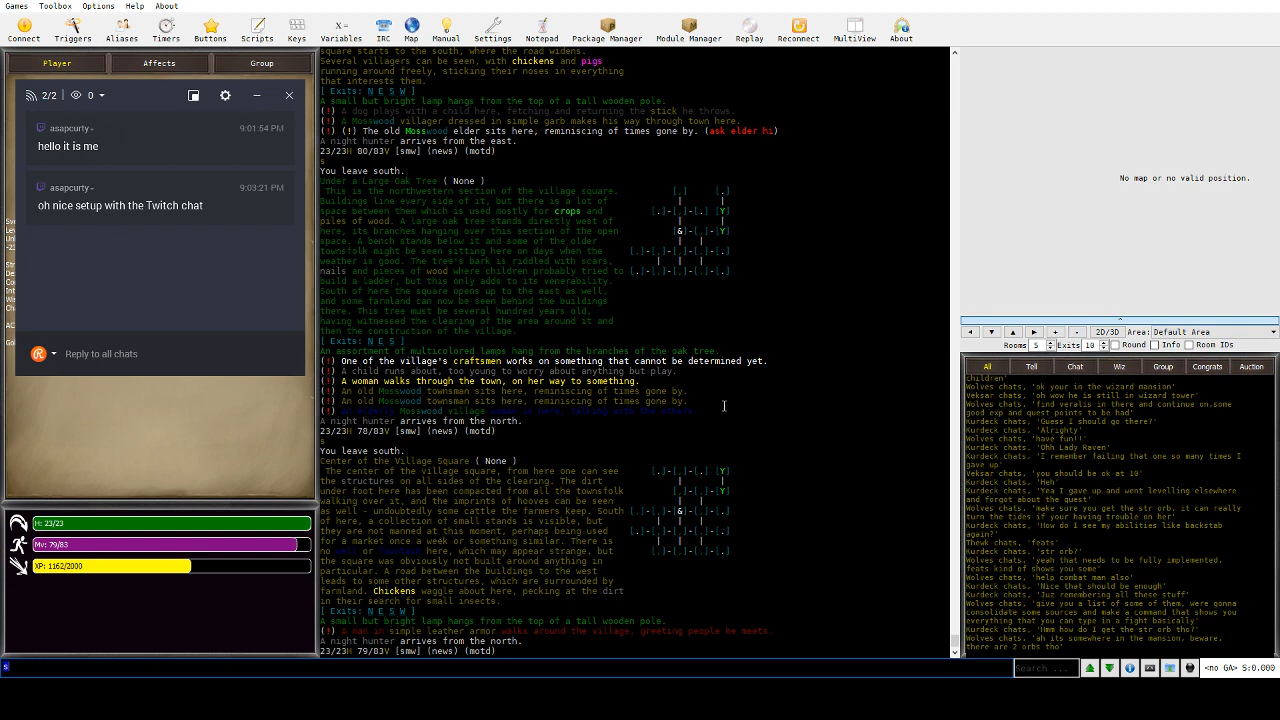 Games Toolbox Options Help About
Connect Triggers Aliases Timers Buttons Scripts Keys Variables IRC Map Manual Settings Notepad Package Manager Module Manager Replay Reconnect MultiView About
Player Affects Group
2/2 0
asapcurty 9:01:54 PM
hello it is me
asapcurty 9:03:21 PM
oh nice setup with the Twitch chat
Reply to all chats
H: 23/23
Mv: 79/83
XP: 1162/2000
square starts to the south, where the road widens.
Several villagers can be seen, with chickens and pigs
running around freely, sticking their noses in everything
that interests them.
[ Exits: N E S W ]
A small but bright lamp hangs from the top of a tall wooden pole.
(!) A dog plays with a child here, fetching and returning the stick he throws.
(!) A Mosswood villager dressed in simple garb makes his way through town here.
(!) (!) The old Mosswood elder sits here, reminiscing of times gone by. (ask elder hi)
A night hunter arrives from the east.
23/23H 80/83V [smw] (news) (motd)
s
You leave south.
Under a Large Oak Tree ( None )
This is the northwestern section of the village square.
Buildings line every side of it, but there is a lot of
space between them which is used mostly for crops and
piles of wood. A large oak tree stands directly west of
here, its branches hanging over this section of the open
space. A bench stands below it and some of the older
townsfolk might be seen sitting here on days when the
weather is good. The tree's bark is riddled with scars,
nails and pieces of wood where children probably tried to
build a ladder, but this only adds to its venerability.
South of here the square opens up to the east as well,
and some farmland can now be seen behind the buildings
there. This tree must be several hundred years old,
having witnessed the clearing of the area around it and
then the construction of the village.
[ Exits: N E S ]
An assortment of multicolored lamps hang from the branches of the oak tree.
(!) One of the village's craftsmen works on something that cannot be determined yet.
(!) A child runs about, too young to worry about anything but play.
(!) A woman walks through the town, on her way to something.
(!) An old Mosswood townsman sits here, reminiscing of times gone by.
(!) An old Mosswood townsman sits here, reminiscing of times gone by.
(!) An elderly Mosswood village woman is here, talking with the others.
A night hunter arrives from the north.
23/23H 78/83V [smw] (news) (motd)
s
You leave south.
Center of the Village Square ( None )
The center of the village square, from here one can see
the structures on all sides of the clearing. The dirt
under foot here has been compacted from all the townsfolk
walking over it, and the imprints of hooves can be seen
as well - undoubtedly some cattle the farmers keep. South
of here, a collection of small stands is visible, but
they are not manned at this moment, perhaps being used
for a market once a week or something similar. There is
no well or fountain here, which may appear strange, but
the square was obviously not built around anything in
particular. A road between the buildings to the west
leads to some other structures, which are surrounded by
farmland. Chickens waggle about here, pecking at the dirt
in their search for small insects.
[ Exits: N E S W ]
A small but bright lamp hangs from the top of a tall wooden pole.
(!) A man in simple leather armor walks around the village, greeting people he meets.
A night hunter arrives from the north.
23/23H 79/83V [smw] (news) (motd)
s
No map or no valid position.
2D/3D Area: Default Area
Rooms 5 Exits 10 Round Info Room IDs
All Tell Chat Wiz Group Congrats Auction
children'
Wolves chats, 'ok your in the wizard mansion'
Veksar chats, 'oh wow he is still in wizard tower'
Wolves chats, 'find veralis in there and continue on.some
good exp and quest points to be had'
Kurdeck chats, 'Guess I should go there?'
Kurdeck chats, 'Alrighty'
Wolves chats, 'have fun!!'
Kurdeck chats, 'Ohh Lady Raven'
Kurdeck chats, 'I remember failing that one so many times I
gave up'
Veksar chats, 'you should be ok at 10'
Kurdeck chats, 'Meh'
Kurdeck chats, 'Yea I gave up and went levelling elsewhere
and forgot about the quest'
Wolves chats, 'make sure you get the str orb, it can really
turn the tides if your having trouble on her'
Kurdeck chats, 'How do I see my abilities like backstab
again?'
Thewk chats, 'feats'
Kurdeck chats, 'str orb?'
Wolves chats, 'yeah that needs to be fully implemented.
feats kind of shows you some'
Wolves chats, 'help combat man also'
Kurdeck chats, 'Nice that should be enough'
Kurdeck chats, 'Juz remembering all these stuff'
Wolves chats, 'give you a list of some of them, were gonna
consolidate some sources and make a command that shows you
everything that you can type in a fight basically'
Kurdeck chats, 'Hmm how do I get the str orb tho?'
Wolves chats, 'ah its somewhere in the mansion, beware,
there are 2 orbs tho'
Search ... <no GA> S:0.000